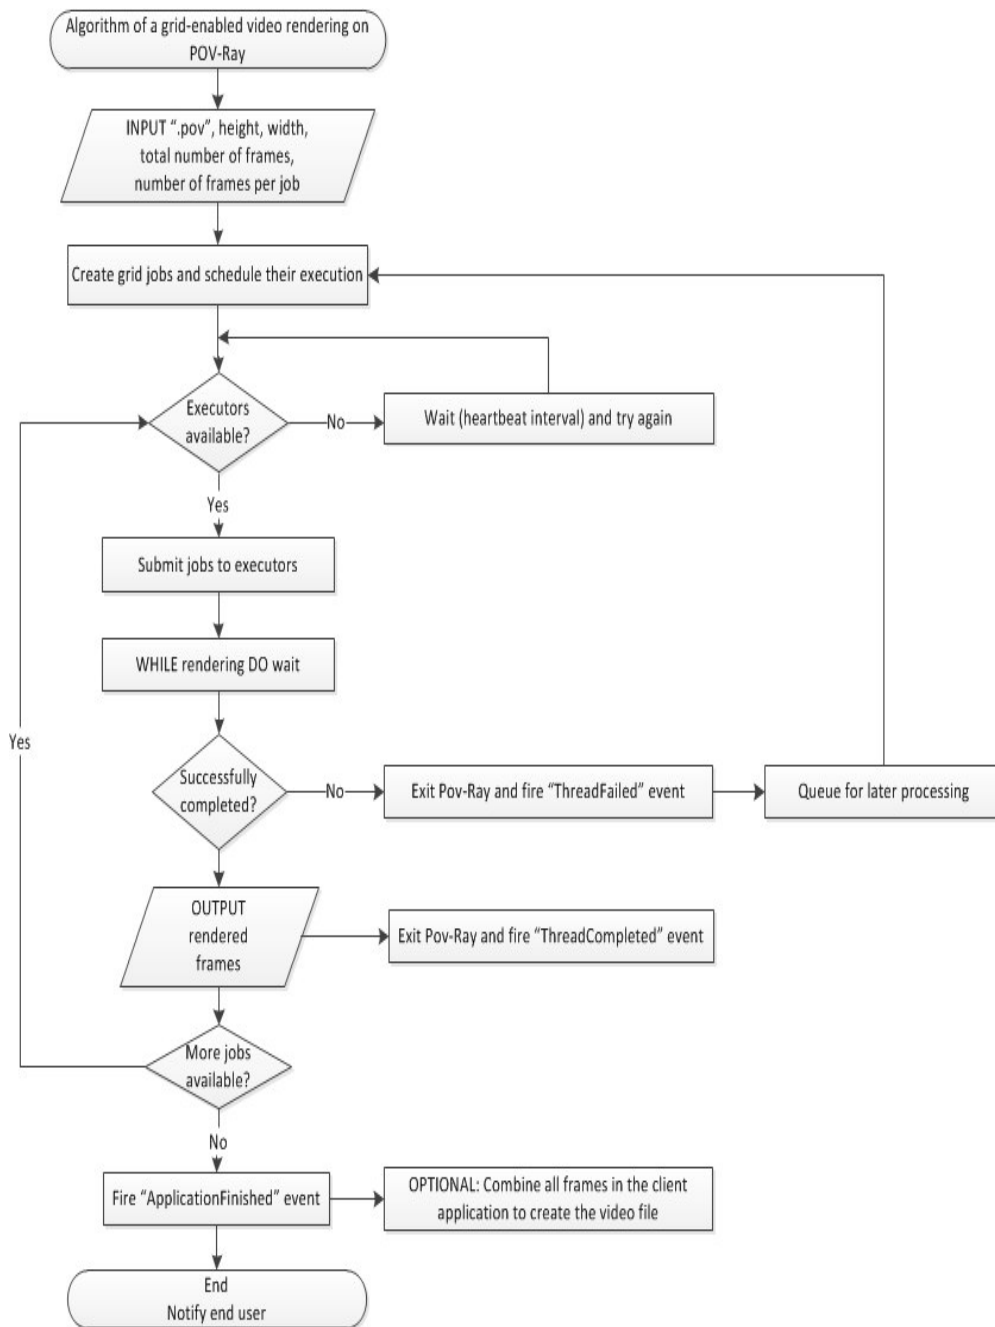 Algorithm of a grid-enabled video rendering on
POV-Ray
INPUT “.pov”, height, width,
total number of frames,
number of frames per job
Create grid jobs and schedule their execution
Executors
available?
No
Wait (heartbeat interval) and try again
Yes
Submit jobs to executors
WHILE rendering DO wait
Yes
Successfully
completed?
No
Exit Pov-Ray and fire “ThreadFailed” event
Queue for later processing
OUTPUT
rendered
frames
Exit Pov-Ray and fire “ThreadCompleted” event
More jobs
available?
No
Fire “ApplicationFinished” event
OPTIONAL: Combine all frames in the client
application to create the video file
End
Notify end user